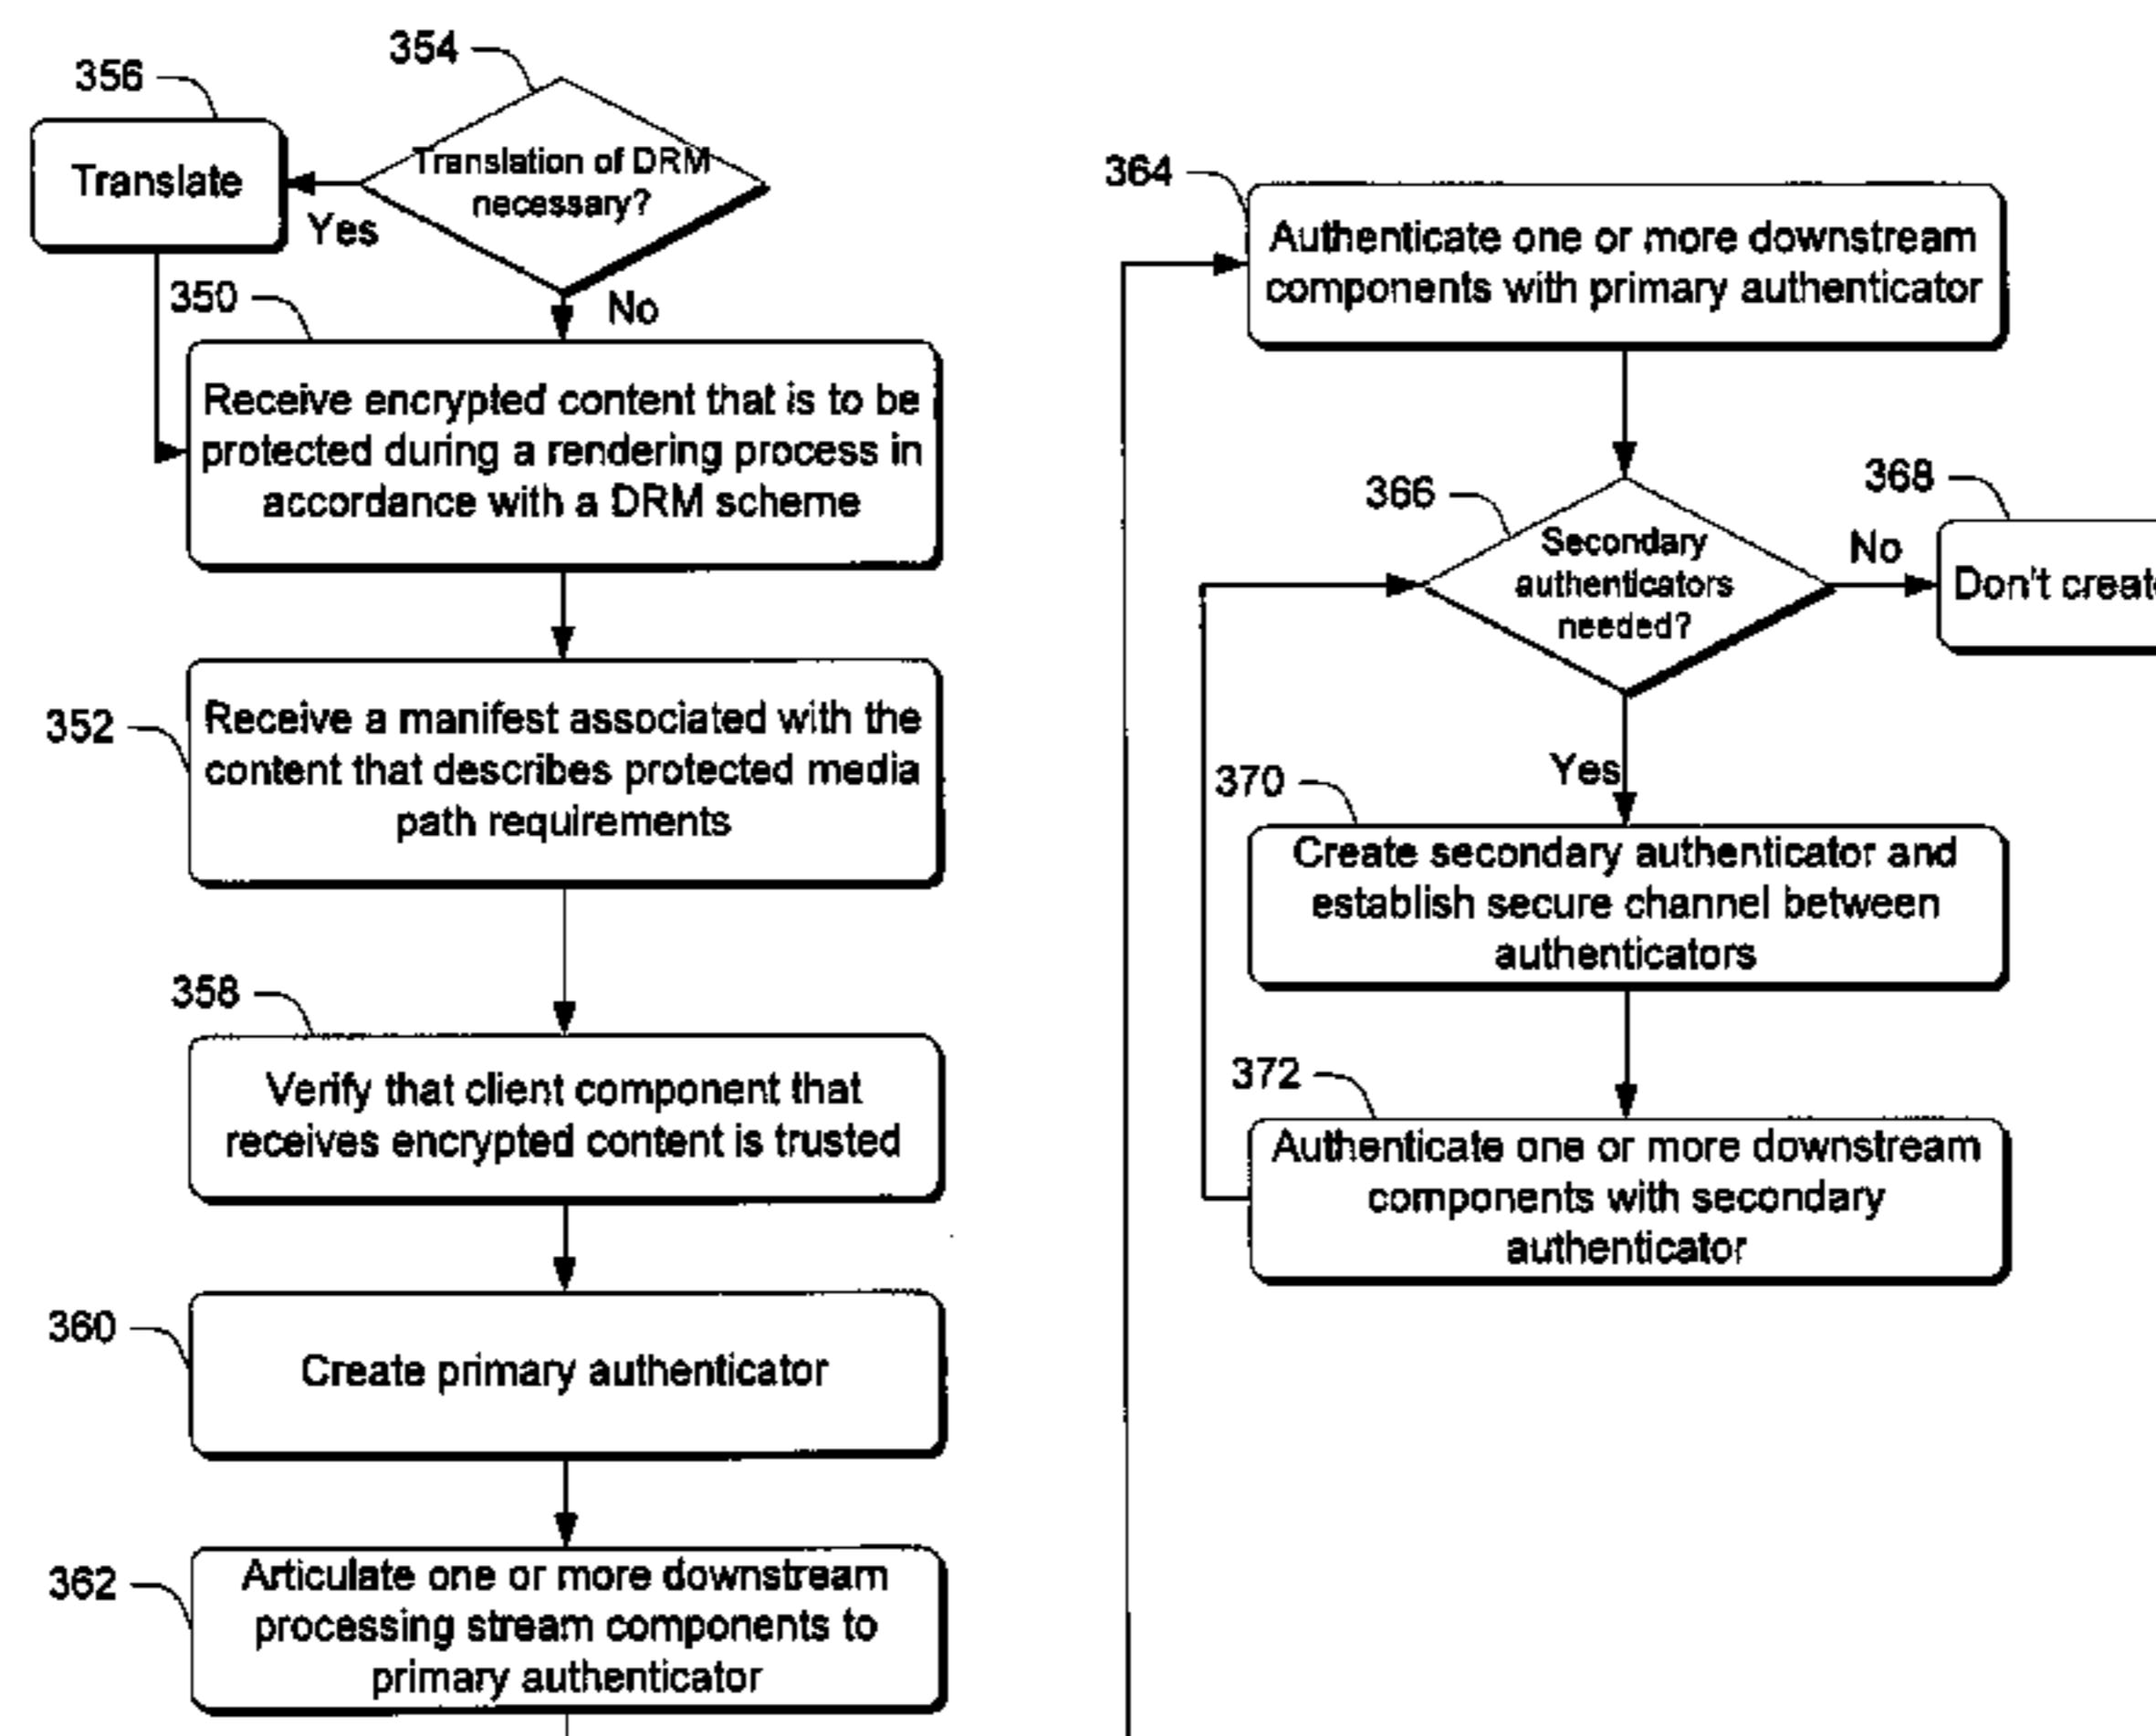 354
356
Translation of DRM
necessary?
Translate
Yes
No
350
Receive encrypted content that is to be
protected during a rendering process in
accordance with a DRM scheme
352
Receive a manifest associated with the
content that describes protected media
path requirements
358
Verify that client component that
receives encrypted content is trusted
360
Create primary authenticator
362
Articulate one or more downstream
processing stream components to
primary authenticator
364
Authenticate one or more downstream
components with primary authenticator
366
Secondary
authenticators
needed?
No
368
Don't create
Yes
370
Create secondary authenticator and
establish secure channel between
authenticators
372
Authenticate one or more downstream
components with secondary
authenticator